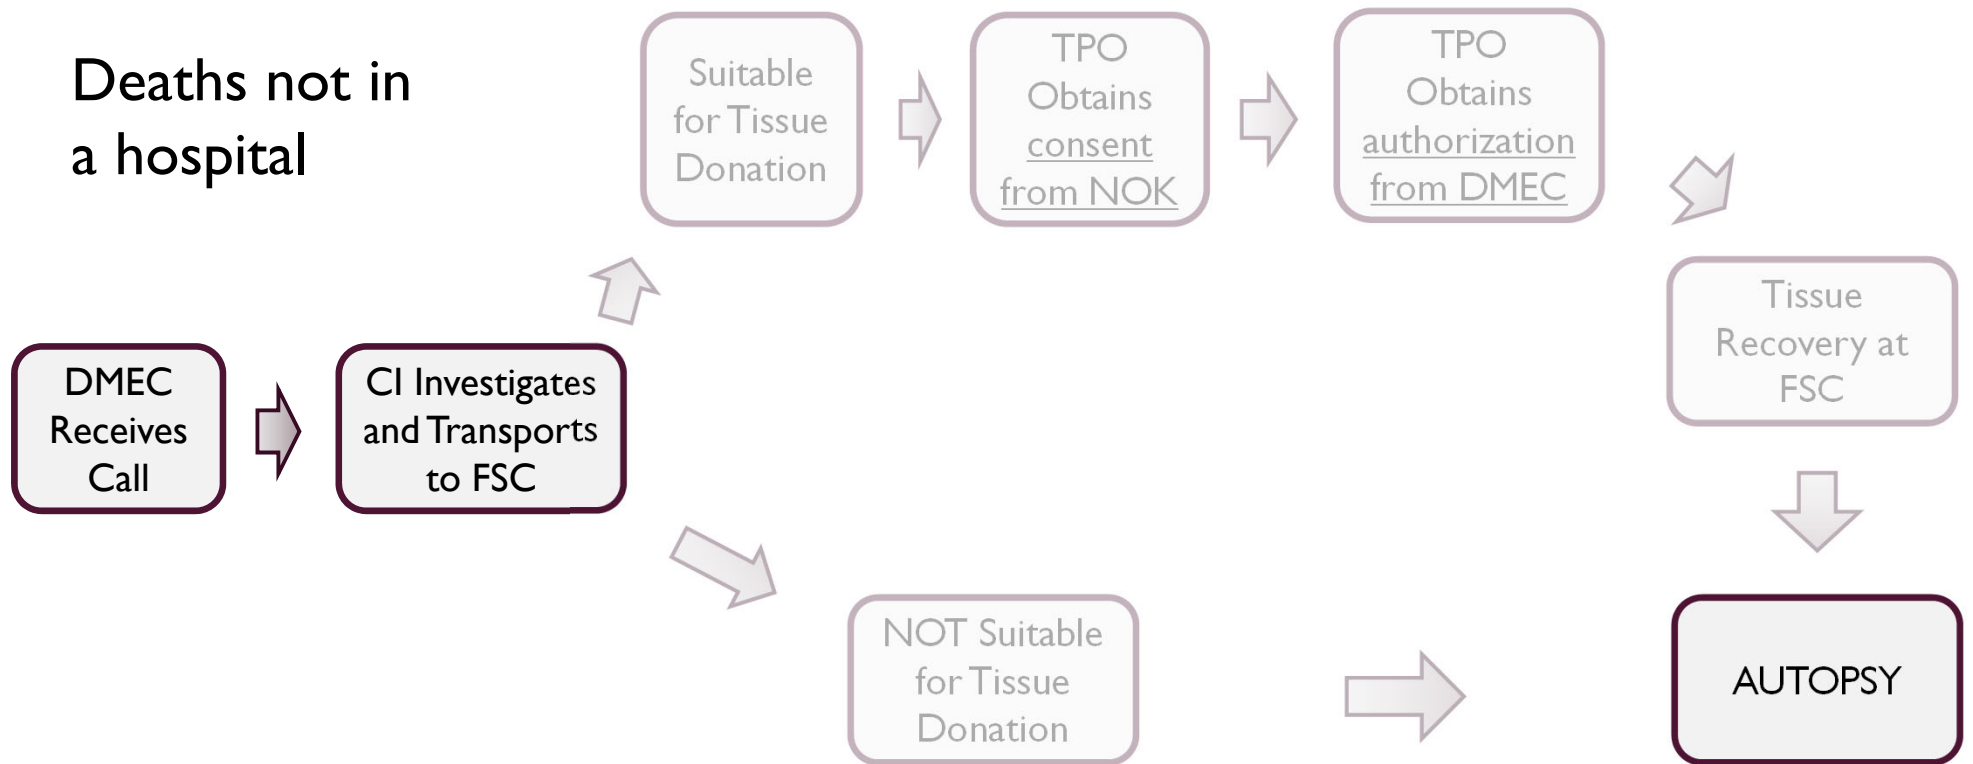 Deaths not in
a hospital
Suitable
for Tissue
Donation
TPO
Obtains
consent
from NOK
TPO
Obtains
authorization
from DMEC
Tissue
Recovery at
FSC
DMEC
Receives
Call
CI Investigates
and Transports
to FSC
NOT Suitable
for Tissue
Donation
AUTOPSY